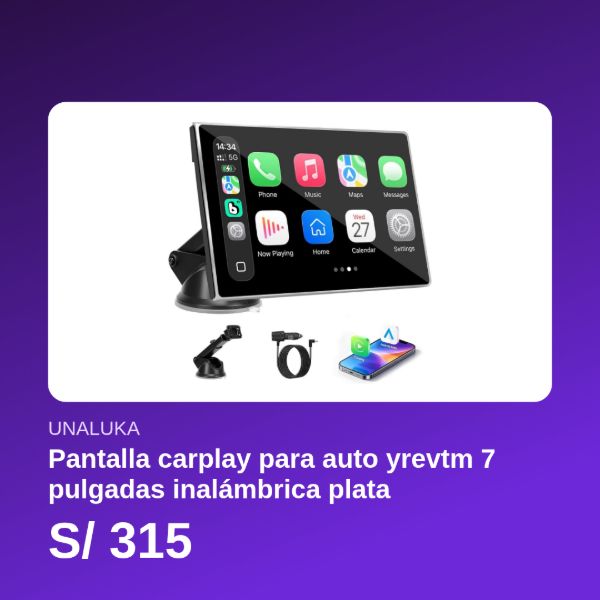 14:34
5G
Phone
Music
Maps
Messages
Wed
27
Now Playing
Home
Calendar
Settings
UNALUKA
Pantalla carplay para auto yrevtm 7
pulgadas inalámbrica plata
S/ 315